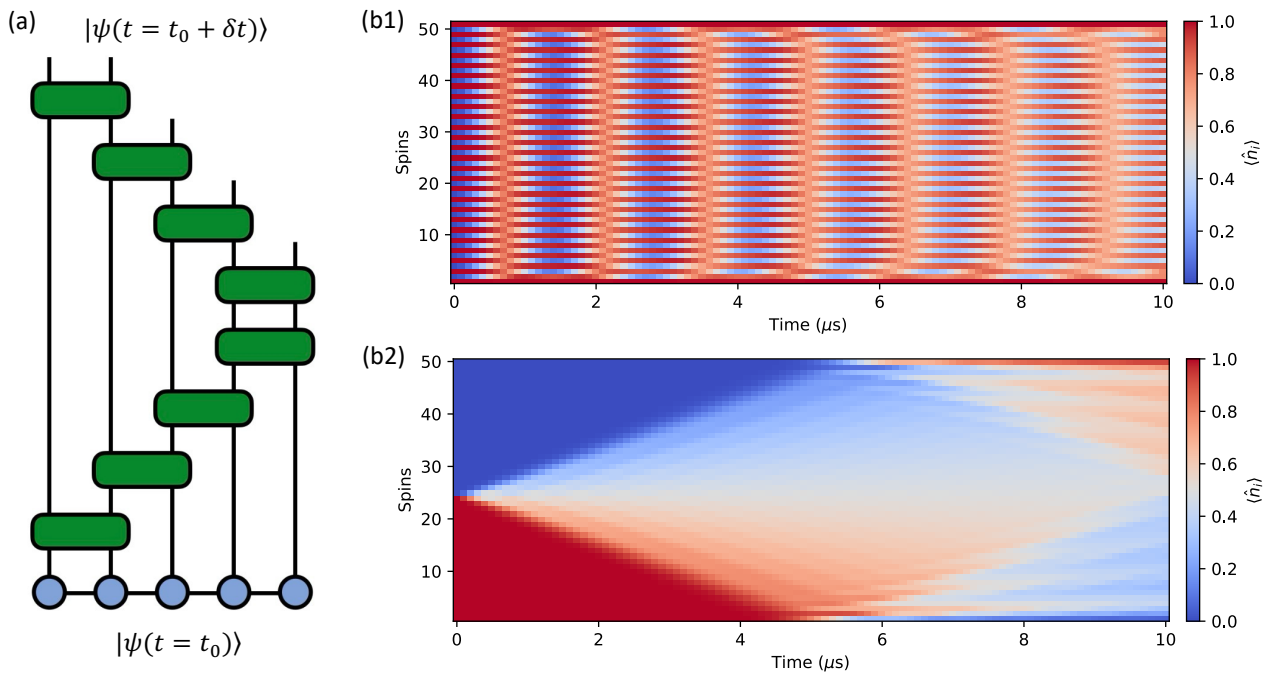 (a)
|ψ(t = t₀ + δt)⟩
|ψ(t = t₀)⟩
(b1)
50
40
30
20
10
Spins
0 2 4 6 8 10
Time (μs)
1.0
0.8
0.6
0.4
0.2
0.0
⟨n̂ᵢ⟩
(b2)
50
40
30
20
10
Spins
0 2 4 6 8 10
Time (μs)
1.0
0.8
0.6
0.4
0.2
0.0
⟨n̂ᵢ⟩